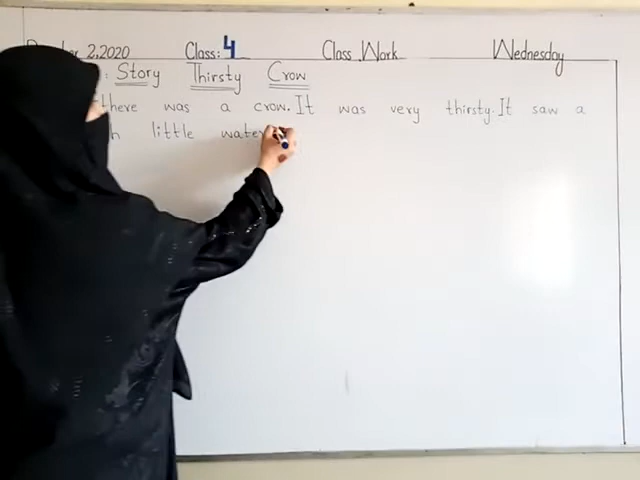 2,2020 Class: 4 Class Work Wednesday
: Story Thirsty Crow
there was a crow. It was very thirsty. It saw a
little water